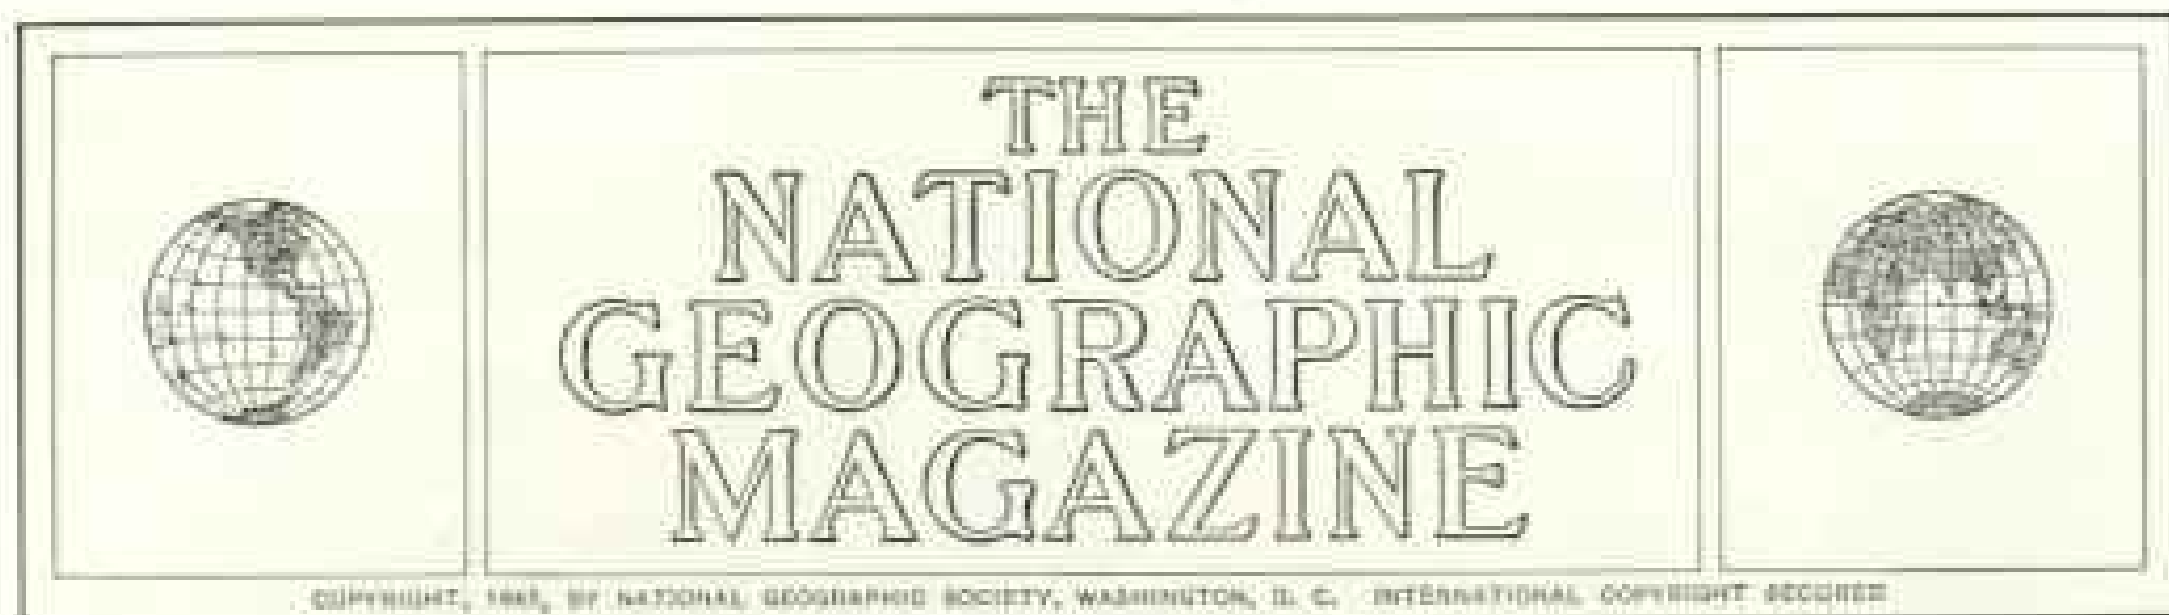 THE
NATIONAL
GEOGRAPHIC
MAGAZINE
COPYRIGHT, BY NATIONAL GEOGRAPHIC SOCIETY, WASHINGTON, D. C. INTERNATIONAL COPYRIGHT SECURED